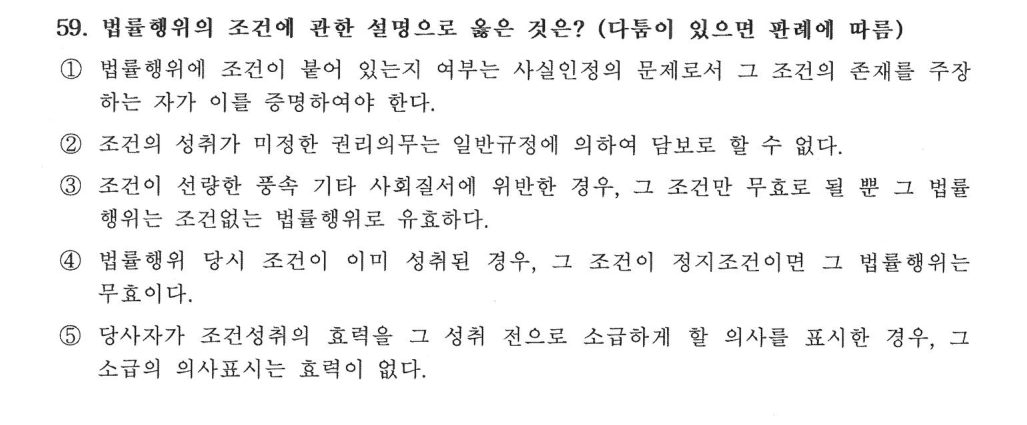 59. 법률행위의 조건에 관한 설명으로 옳은 것은? (다툼이 있으면 판례에 따름)
① 법률행위에 조건이 붙어 있는지 여부는 사실인정의 문제로서 그 조건의 존재를 주장
하는 자가 이를 증명하여야 한다.
② 조건의 성취가 미정한 권리의무는 일반규정에 의하여 담보로 할 수 없다.
③ 조건이 선량한 풍속 기타 사회질서에 위반한 경우, 그 조건만 무효로 될 뿐 그 법률
행위는 조건없는 법률행위로 유효하다.
④ 법률행위 당시 조건이 이미 성취된 경우, 그 조건이 정지조건이면 그 법률행위는
무효이다.
⑤ 당사자가 조건성취의 효력을 그 성취 전으로 소급하게 할 의사를 표시한 경우, 그
소급의 의사표시는 효력이 없다.